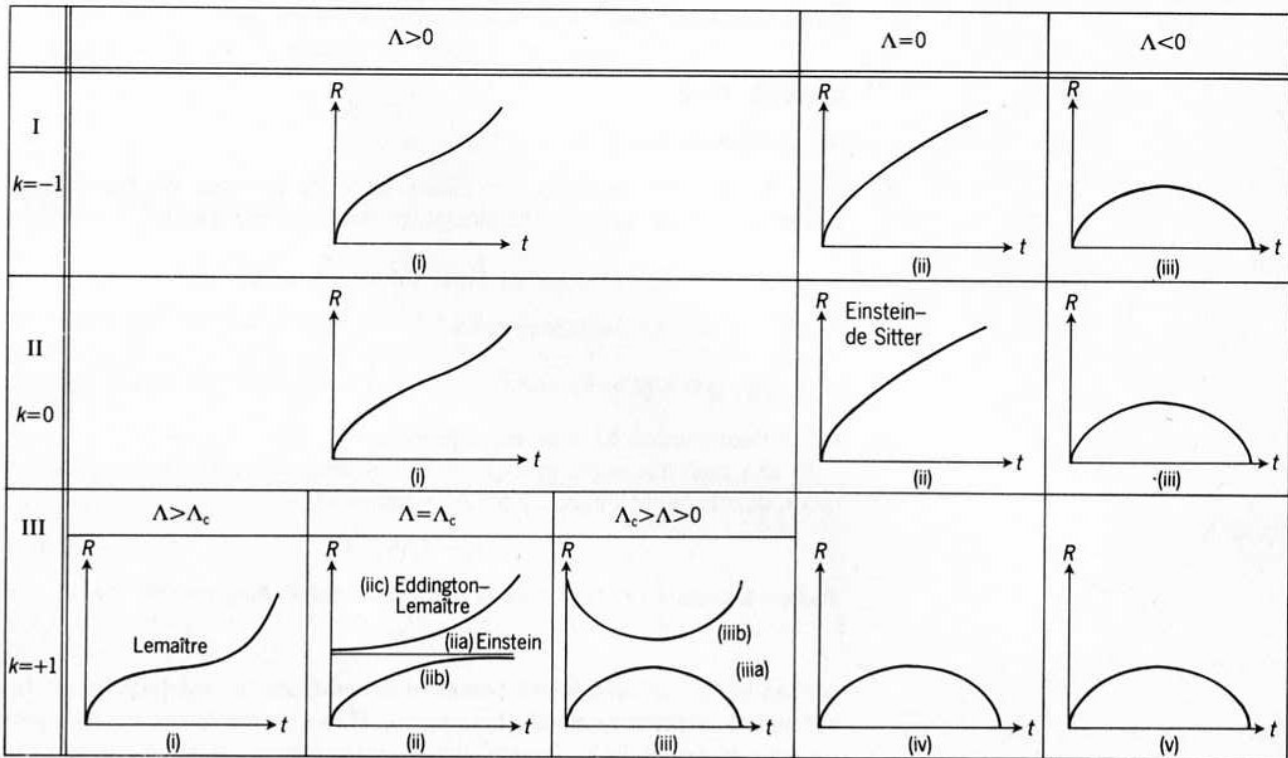 Λ>0
Λ=0
Λ<0
I
k=−1
R
t
(i)
R
t
(ii)
R
t
(iii)
II
k=0
R
t
(i)
R
Einstein–
de Sitter
t
(ii)
R
t
(iii)
III
k=+1
Λ>Λc
R
Lemaître
t
(i)
Λ=Λc
R
(iic) Eddington–
Lemaître
(iia) Einstein
(iib)
t
(ii)
Λc>Λ>0
R
(iiib)
(iiia)
t
(iii)
R
t
(iv)
R
t
(v)